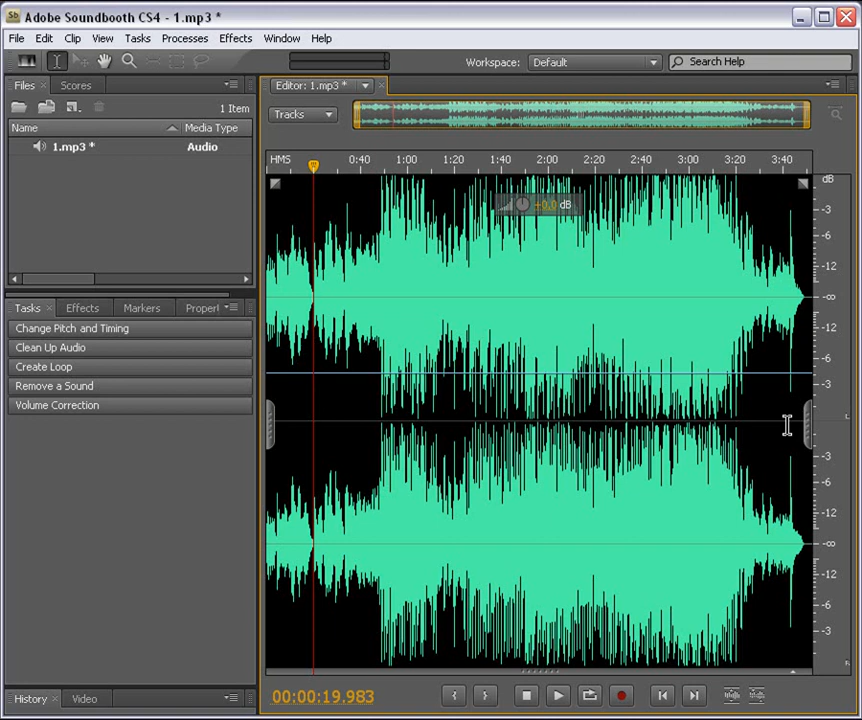 Sb Adobe Soundbooth CS4 - 1.mp3 *
File Edit Clip View Tasks Processes Effects Window Help
Workspace: Default Search Help
Files × Scores
1 Item
Name Media Type
1.mp3 * Audio
Tasks × Effects Markers Properl
Change Pitch and Timing
Clean Up Audio
Create Loop
Remove a Sound
Volume Correction
History × Video
Editor: 1.mp3 *
Tracks
HMS 0:40 1:00 1:20 1:40 2:00 2:20 2:40 3:00 3:20 3:40
dB
+0.0 dB
-3
-6
-12
-∞
-12
-6
-3
L
-3
-6
-12
-∞
-12
-6
-3
R
00:00:19.983